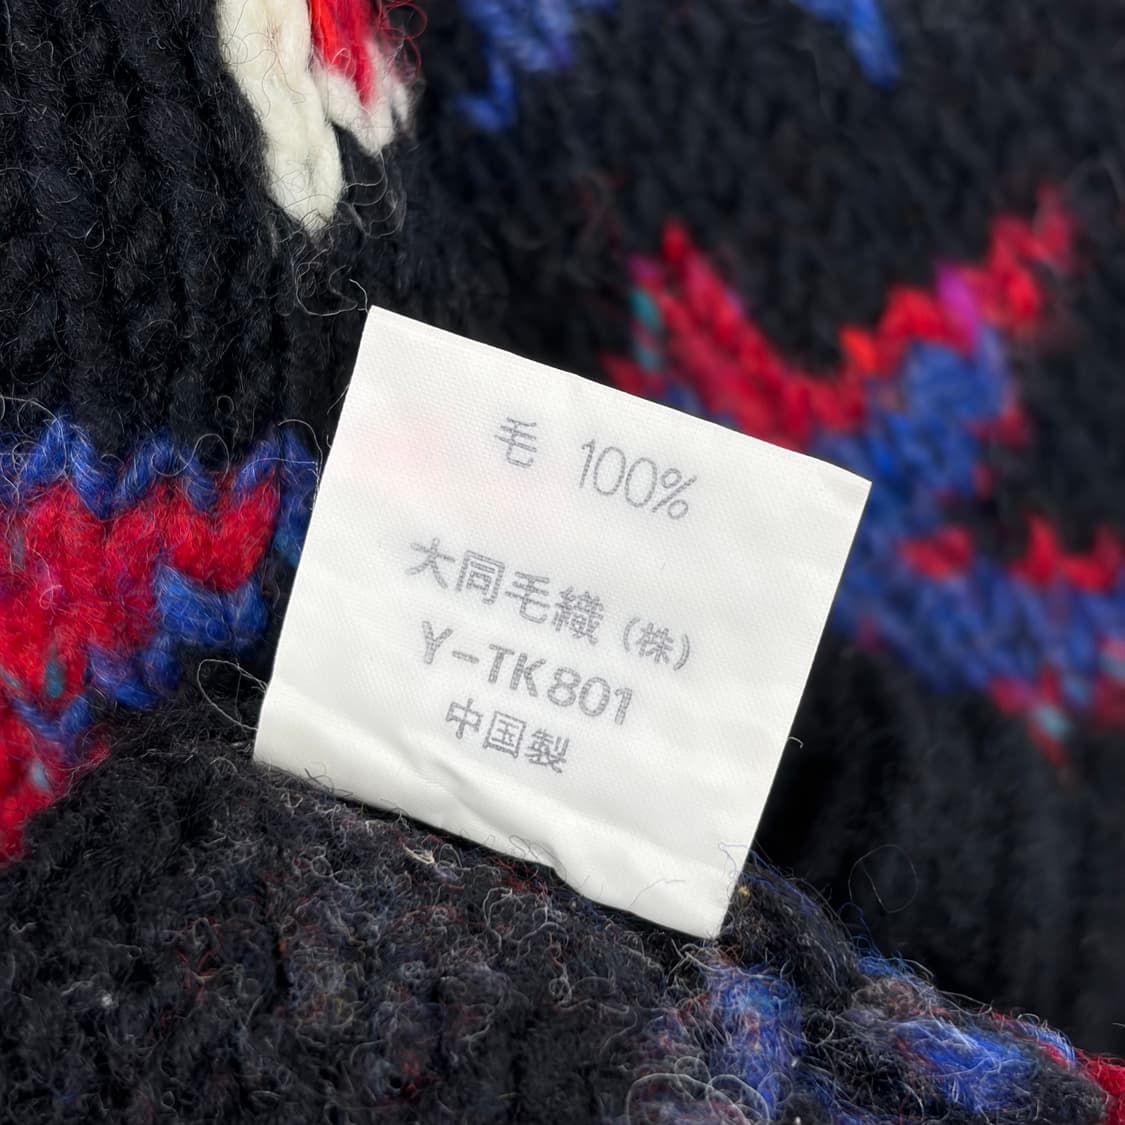 毛 100%
大同毛織(株)
Y-TK801
中国製